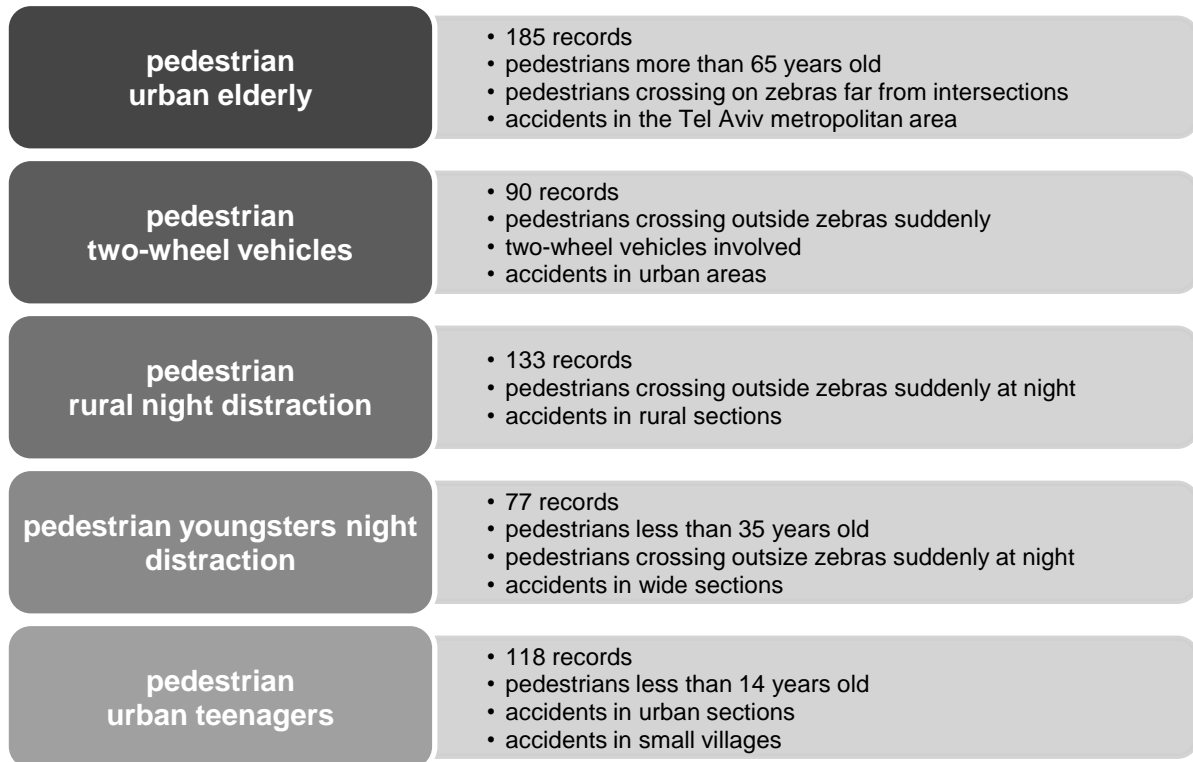 pedestrian
urban elderly
• 185 records
• pedestrians more than 65 years old
• pedestrians crossing on zebras far from intersections
• accidents in the Tel Aviv metropolitan area
pedestrian
two-wheel vehicles
• 90 records
• pedestrians crossing outside zebras suddenly
• two-wheel vehicles involved
• accidents in urban areas
pedestrian
rural night distraction
• 133 records
• pedestrians crossing outside zebras suddenly at night
• accidents in rural sections
pedestrian youngsters night
distraction
• 77 records
• pedestrians less than 35 years old
• pedestrians crossing outsize zebras suddenly at night
• accidents in wide sections
pedestrian
urban teenagers
• 118 records
• pedestrians less than 14 years old
• accidents in urban sections
• accidents in small villages